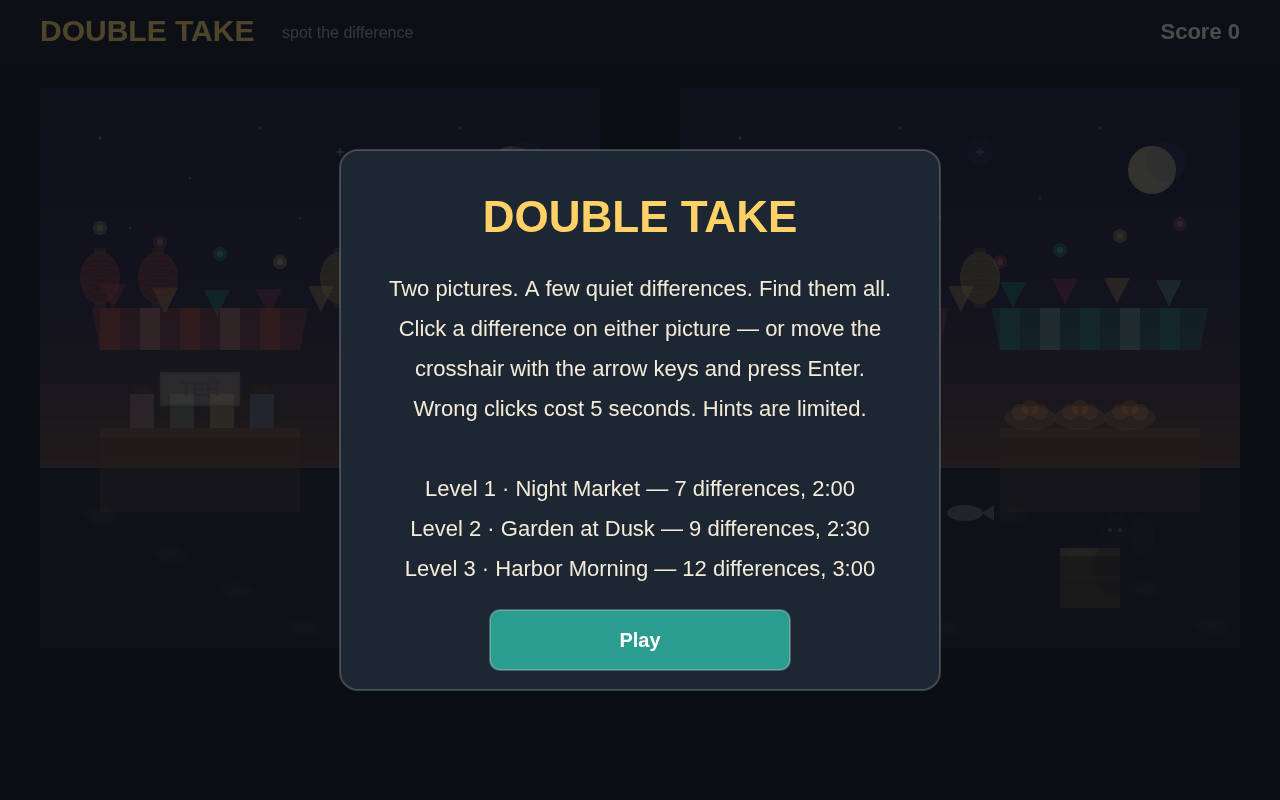 DOUBLE TAKE
spot the difference
Score 0
DOUBLE TAKE
Two pictures. A few quiet differences. Find them all.
Click a difference on either picture — or move the
crosshair with the arrow keys and press Enter.
Wrong clicks cost 5 seconds. Hints are limited.
Level 1 · Night Market — 7 differences, 2:00
Level 2 · Garden at Dusk — 9 differences, 2:30
Level 3 · Harbor Morning — 12 differences, 3:00
Play
TEH